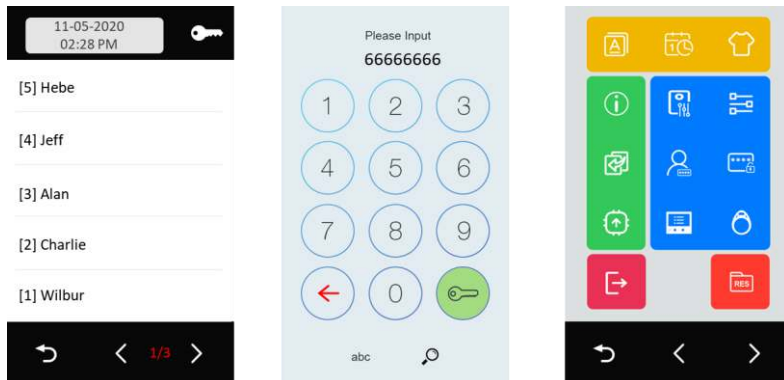 11-05-2020
02:28 PM
[5] Hebe
[4] Jeff
[3] Alan
[2] Charlie
[1] Wilbur
1/3
Please Input
66666666
1 2 3
4 5 6
7 8 9
0
abc
A
10
RES